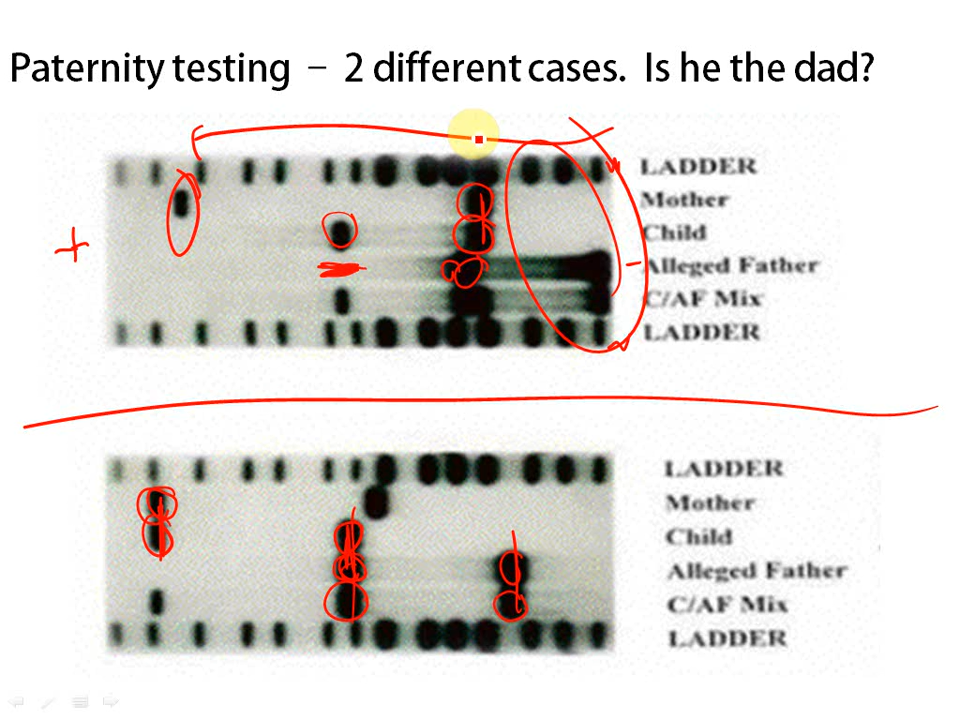 Paternity testing – 2 different cases. Is he the dad?
LADDER
Mother
Child
Alleged Father
C/AF Mix
LADDER
+
LADDER
Mother
Child
Alleged Father
C/AF Mix
LADDER